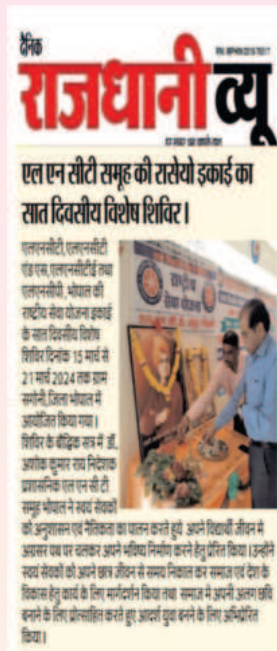 दैनिक
राजधानी व्यू
एल एन सीटी समूह की रासेयो इकाई का
सात दिवसीय विशेष शिविर।
एलएनसीटी, एलएनसीटी
एंड एस, एलएनसीटीई तथा
एलएनसीपी, भोपाल की
राष्ट्रीय सेवा योजना इकाई
के सात दिवसीय विशेष
शिविर दिनांक 15 मार्च से
21 मार्च 2024 तक ग्राम
जिला भोपाल में
आयोजित किया गया।
शिविर के बौद्धिक सत्र में डॉ.
अशोक कुमार राय निदेशक
प्रशासनिक एल एन सी टी
समूह भोपाल ने स्वयं सेवकों
को अनुशासन एवं नैतिकता का पालन करते हुये अपने विद्यार्थी जीवन में
अग्रसर पथ पर चलकर अपने भविष्य निर्माण करने हेतु प्रेरित किया। उन्होंने
स्वयं सेवकों को अपने छात्र जीवन से समय निकाल कर समाज एवं देश के
विकास हेतु कार्य के लिए मार्गदर्शन किया तथा समाज में अपनी अलग छवि
बनाने के लिए प्रोत्साहित करते हुए आदर्श युवा बनने के लिए अभिप्रेरित
किया।
राष्ट्रीय
सेवा योजना